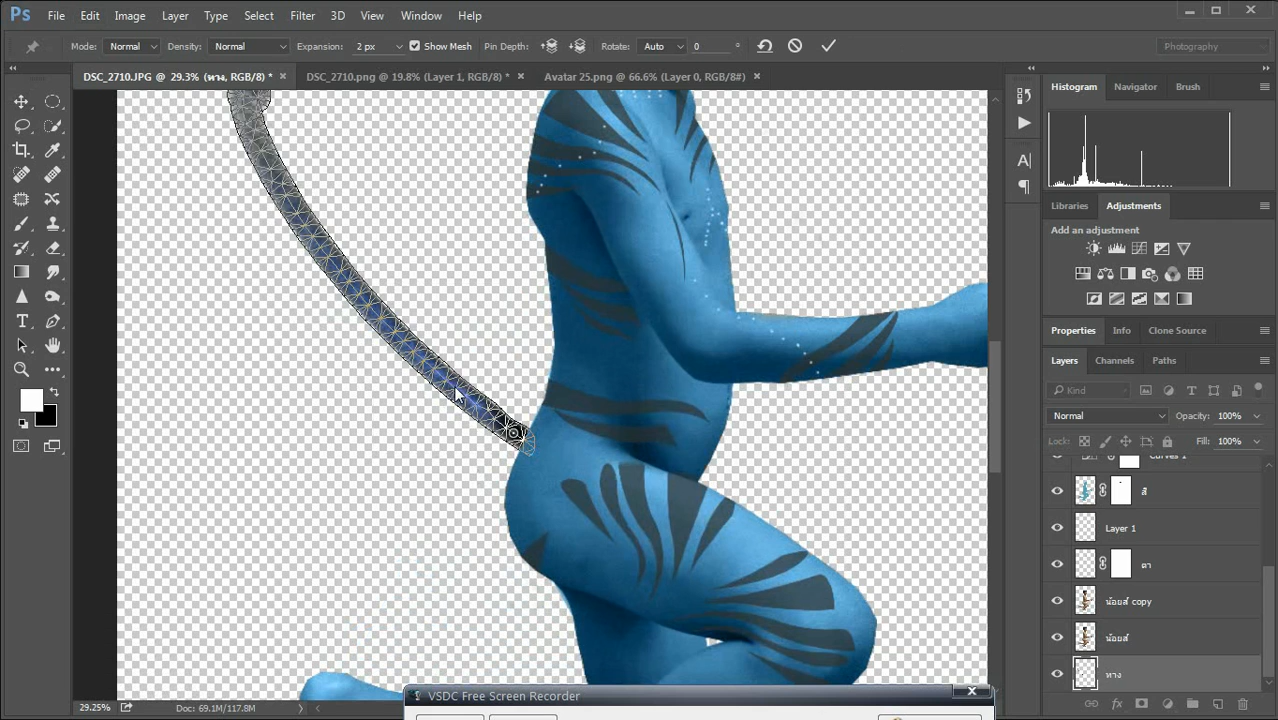 Ps File Edit Image Layer Type Select Filter 3D View Window Help
Mode: Normal Density: Normal Expansion: 2 px Show Mesh Pin Depth: Rotate: Auto 0 ° Photography
DSC_2710.JPG @ 29.3% (หาง, RGB/8) * × DSC_2710.png @ 19.8% (Layer 1, RGB/8) * × Avatar 25.png @ 66.6% (Layer 0, RGB/8#) ×
Histogram Navigator Brush
Libraries Adjustments
Add an adjustment
Properties Info Clone Source
Layers Channels Paths
Kind
Normal Opacity: 100%
Lock: Fill: 100%
Curves 1
สี
Layer 1
ตา
น้อยส์ copy
น้อยส์
หาง
VSDC Free Screen Recorder
29.25% Doc: 69.1M/117.8M